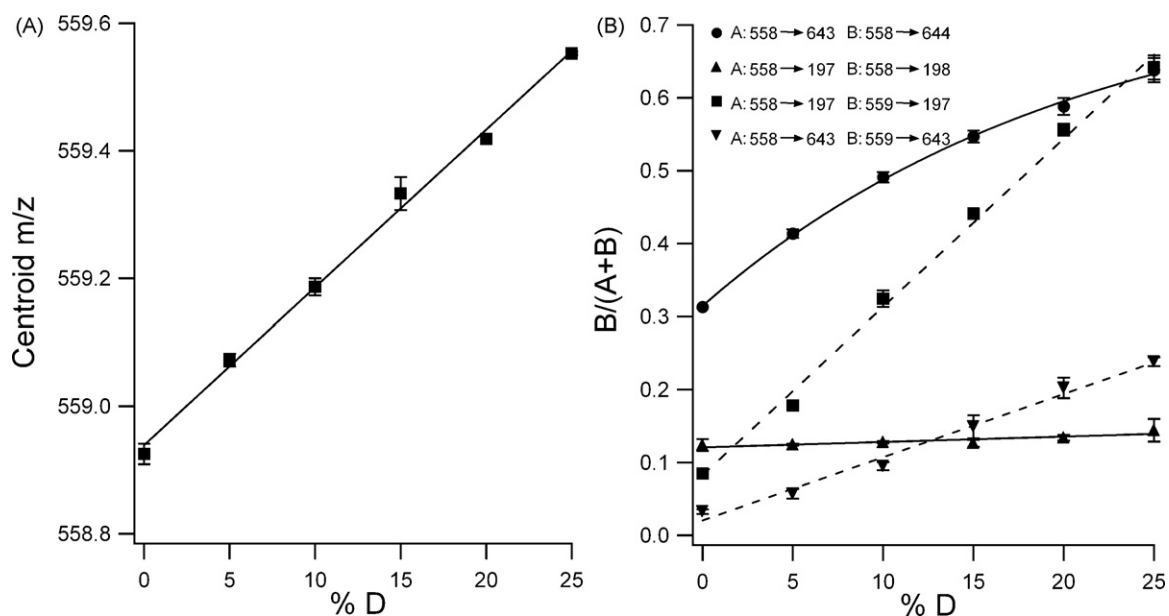 (A)
559.6
559.4
559.2
559.0
558.8
Centroid m/z
0 5 10 15 20 25
% D
(B)
0.7
0.6
0.5
0.4
0.3
0.2
0.1
0.0
B/(A+B)
A: 558→643 B: 558→644
A: 558→197 B: 558→198
A: 558→197 B: 559→197
A: 558→643 B: 559→643
0 5 10 15 20 25
% D